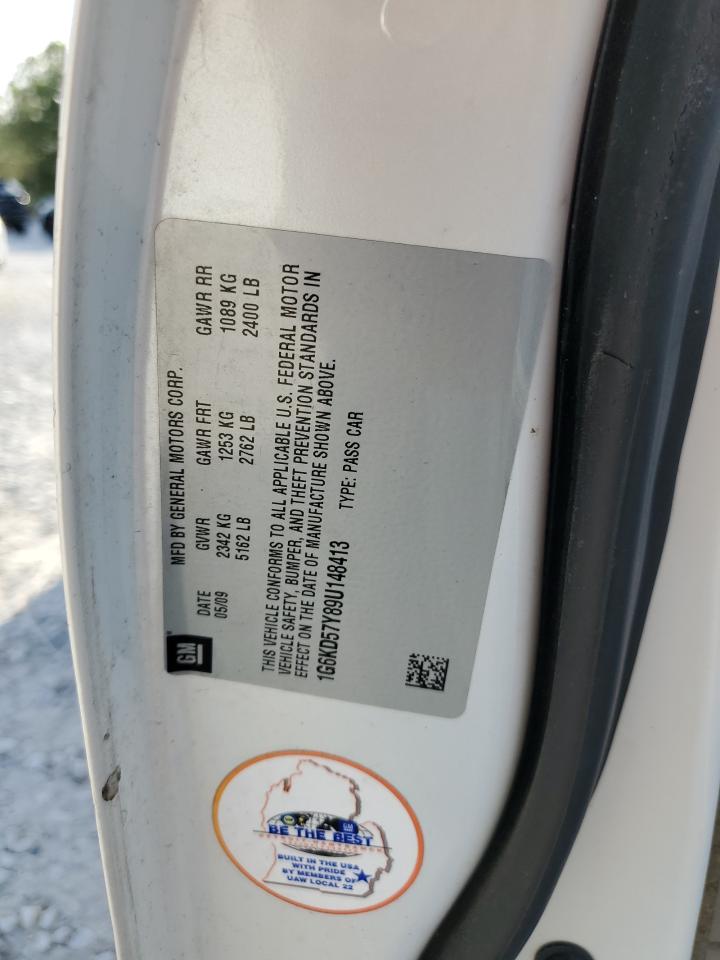 GM
MFD BY GENERAL MOTORS CORP.
DATE GVWR GAWR FRT GAWR RR
05/09 2342 KG 1253 KG 1089 KG
5162 LB 2762 LB 2400 LB
THIS VEHICLE CONFORMS TO ALL APPLICABLE U.S. FEDERAL MOTOR
VEHICLE SAFETY, BUMPER, AND THEFT PREVENTION STANDARDS IN
EFFECT ON THE DATE OF MANUFACTURE SHOWN ABOVE.
1G6KD57Y89U148413 TYPE: PASS CAR
BE THE BEST
BUILT IN THE USA
WITH PRIDE
BY MEMBERS OF
UAW LOCAL 22